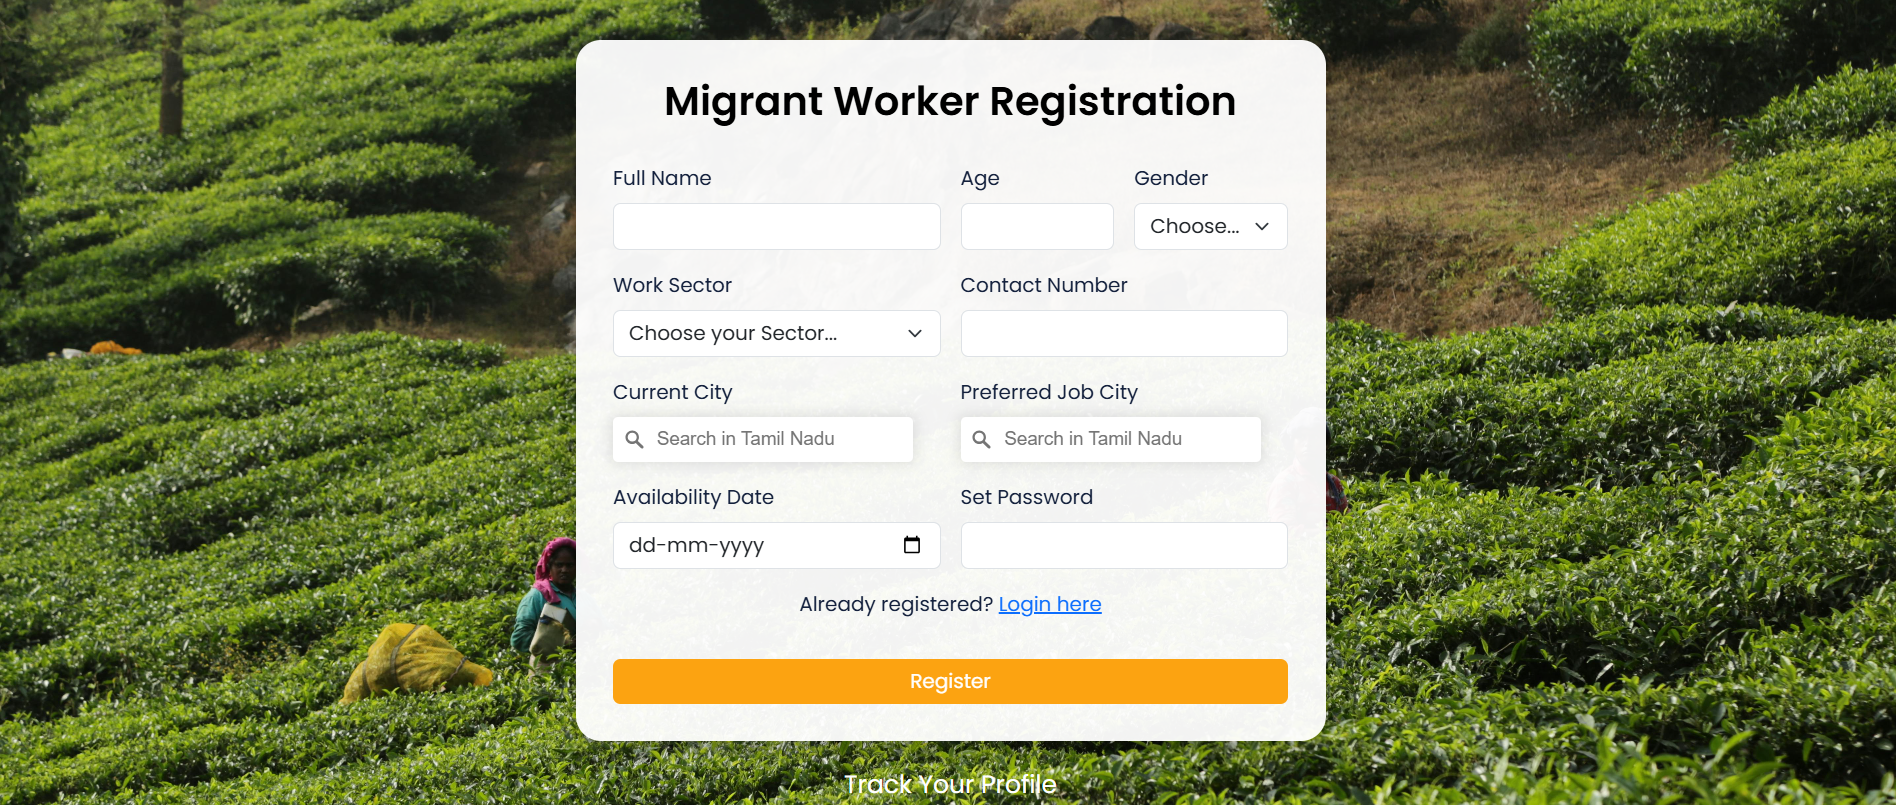 Migrant Worker Registration
Full Name Age Gender
Choose...
Work Sector Contact Number
Choose your Sector...
Current City Preferred Job City
Search in Tamil Nadu Search in Tamil Nadu
Availability Date Set Password
dd-mm-yyyy
Already registered? Login here
Register
Track Your Profile